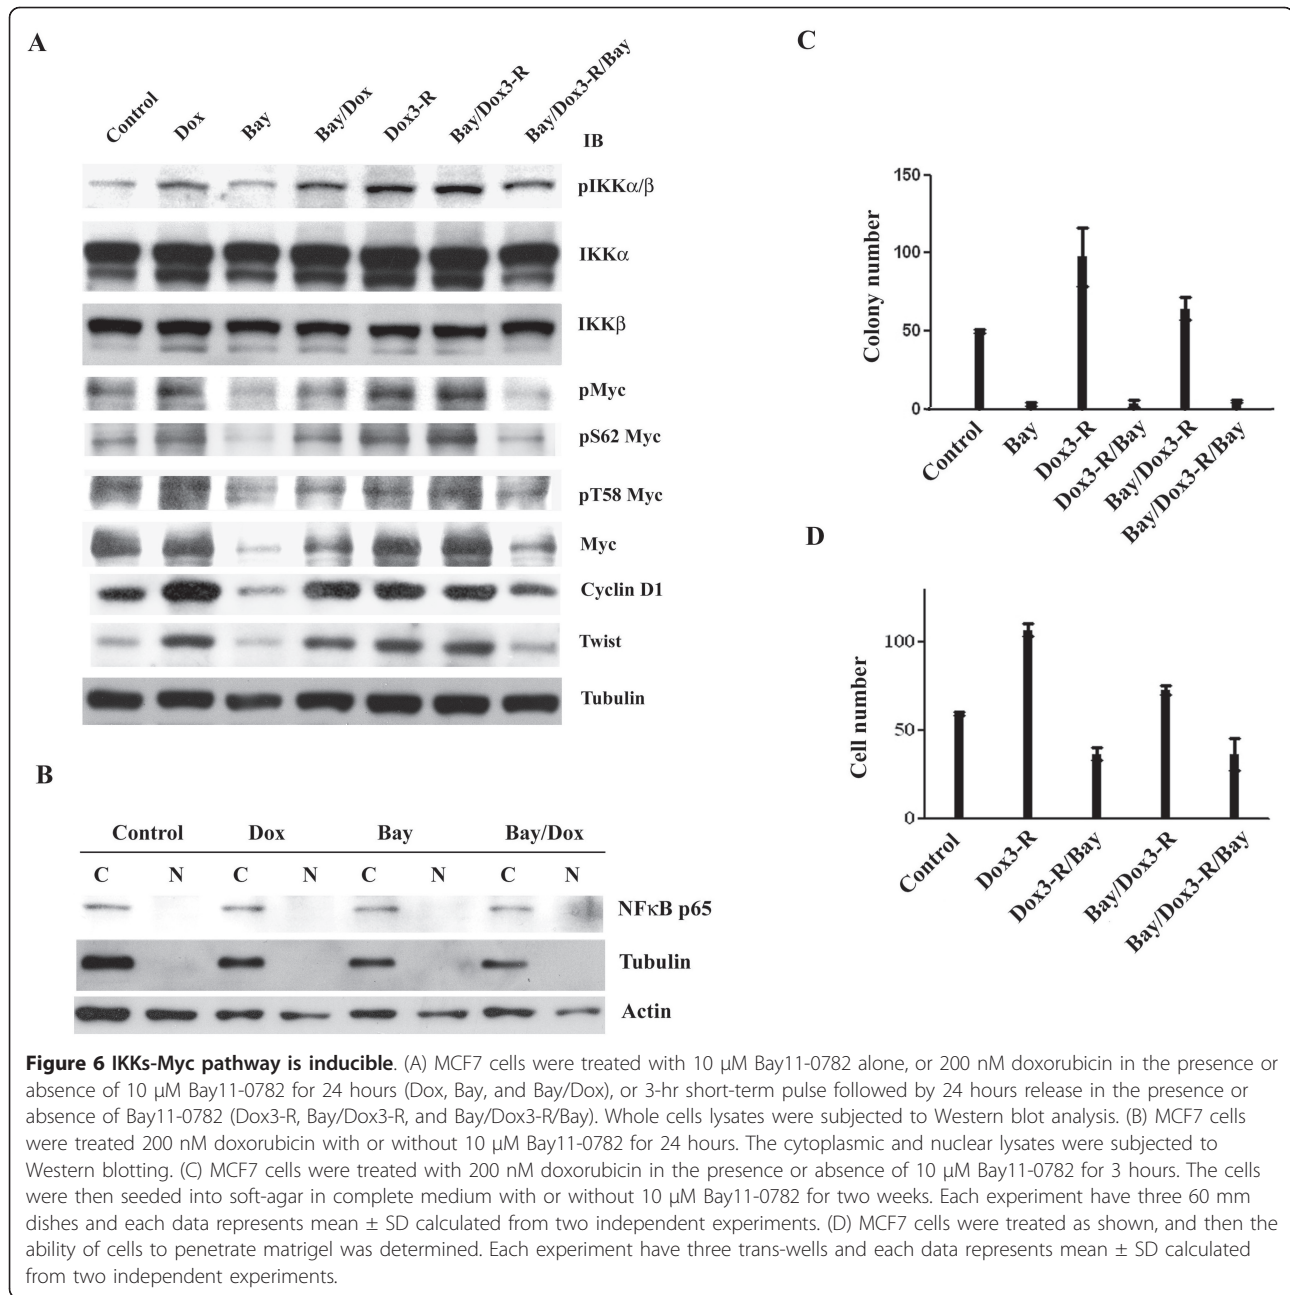 A
Control
Dox
Bay
Bay/Dox
Dox3-R
Bay/Dox3-R
Bay/Dox3-R/Bay
IB
pIKKα/β
IKKα
IKKβ
pMyc
pS62 Myc
pT58 Myc
Myc
Cyclin D1
Twist
Tubulin
B
Control Dox Bay Bay/Dox
C N C N C N C N
NFκB p65
Tubulin
Actin
C
Colony number
150
100
50
0
Control
Bay
Dox3-R
Dox3-R/Bay
Bay/Dox3-R
Bay/Dox3-R/Bay
D
Cell number
100
50
0
Control
Dox3-R
Dox3-R/Bay
Bay/Dox3-R
Bay/Dox3-R/Bay
Figure 6 IKKs-Myc pathway is inducible. (A) MCF7 cells were treated with 10 μM Bay11-0782 alone, or 200 nM doxorubicin in the presence or
absence of 10 μM Bay11-0782 for 24 hours (Dox, Bay, and Bay/Dox), or 3-hr short-term pulse followed by 24 hours release in the presence or
absence of Bay11-0782 (Dox3-R, Bay/Dox3-R, and Bay/Dox3-R/Bay). Whole cells lysates were subjected to Western blot analysis. (B) MCF7 cells
were treated 200 nM doxorubicin with or without 10 μM Bay11-0782 for 24 hours. The cytoplasmic and nuclear lysates were subjected to
Western blotting. (C) MCF7 cells were treated with 200 nM doxorubicin in the presence or absence of 10 μM Bay11-0782 for 3 hours. The cells
were then seeded into soft-agar in complete medium with or without 10 μM Bay11-0782 for two weeks. Each experiment have three 60 mm
dishes and each data represents mean ± SD calculated from two independent experiments. (D) MCF7 cells were treated as shown, and then the
ability of cells to penetrate matrigel was determined. Each experiment have three trans-wells and each data represents mean ± SD calculated
from two independent experiments.